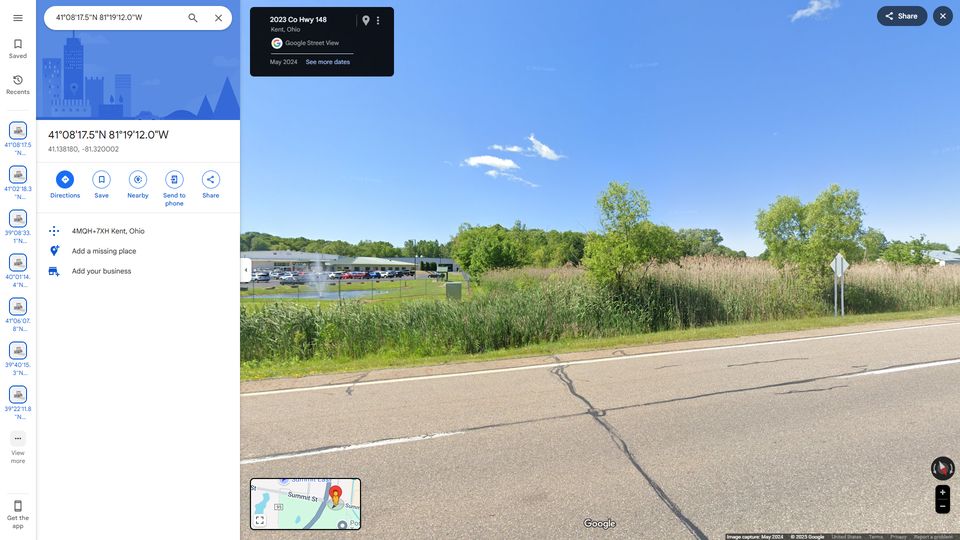 41°08'17.5"N 81°19'12.0"W
Saved
Recents
41°08'17.5
"N...
41°02'18.3
"N...
39°08'33.
1"N...
40°01'14.
4"N...
41°06'07.
8"N...
39°40'15.
3"N...
39°22'11.8
"N...
View
more
Get the
app
41°08'17.5"N 81°19'12.0"W
41.138180, -81.320002
Directions
Save
Nearby
Send to
phone
Share
4MQH+7XH Kent, Ohio
Add a missing place
Add your business
2023 Co Hwy 148
Kent, Ohio
Google Street View
May 2024 See more dates
Share
Summit East
Summit St
Google
Image capture: May 2024 © 2025 Google United States Terms Privacy Report a problem